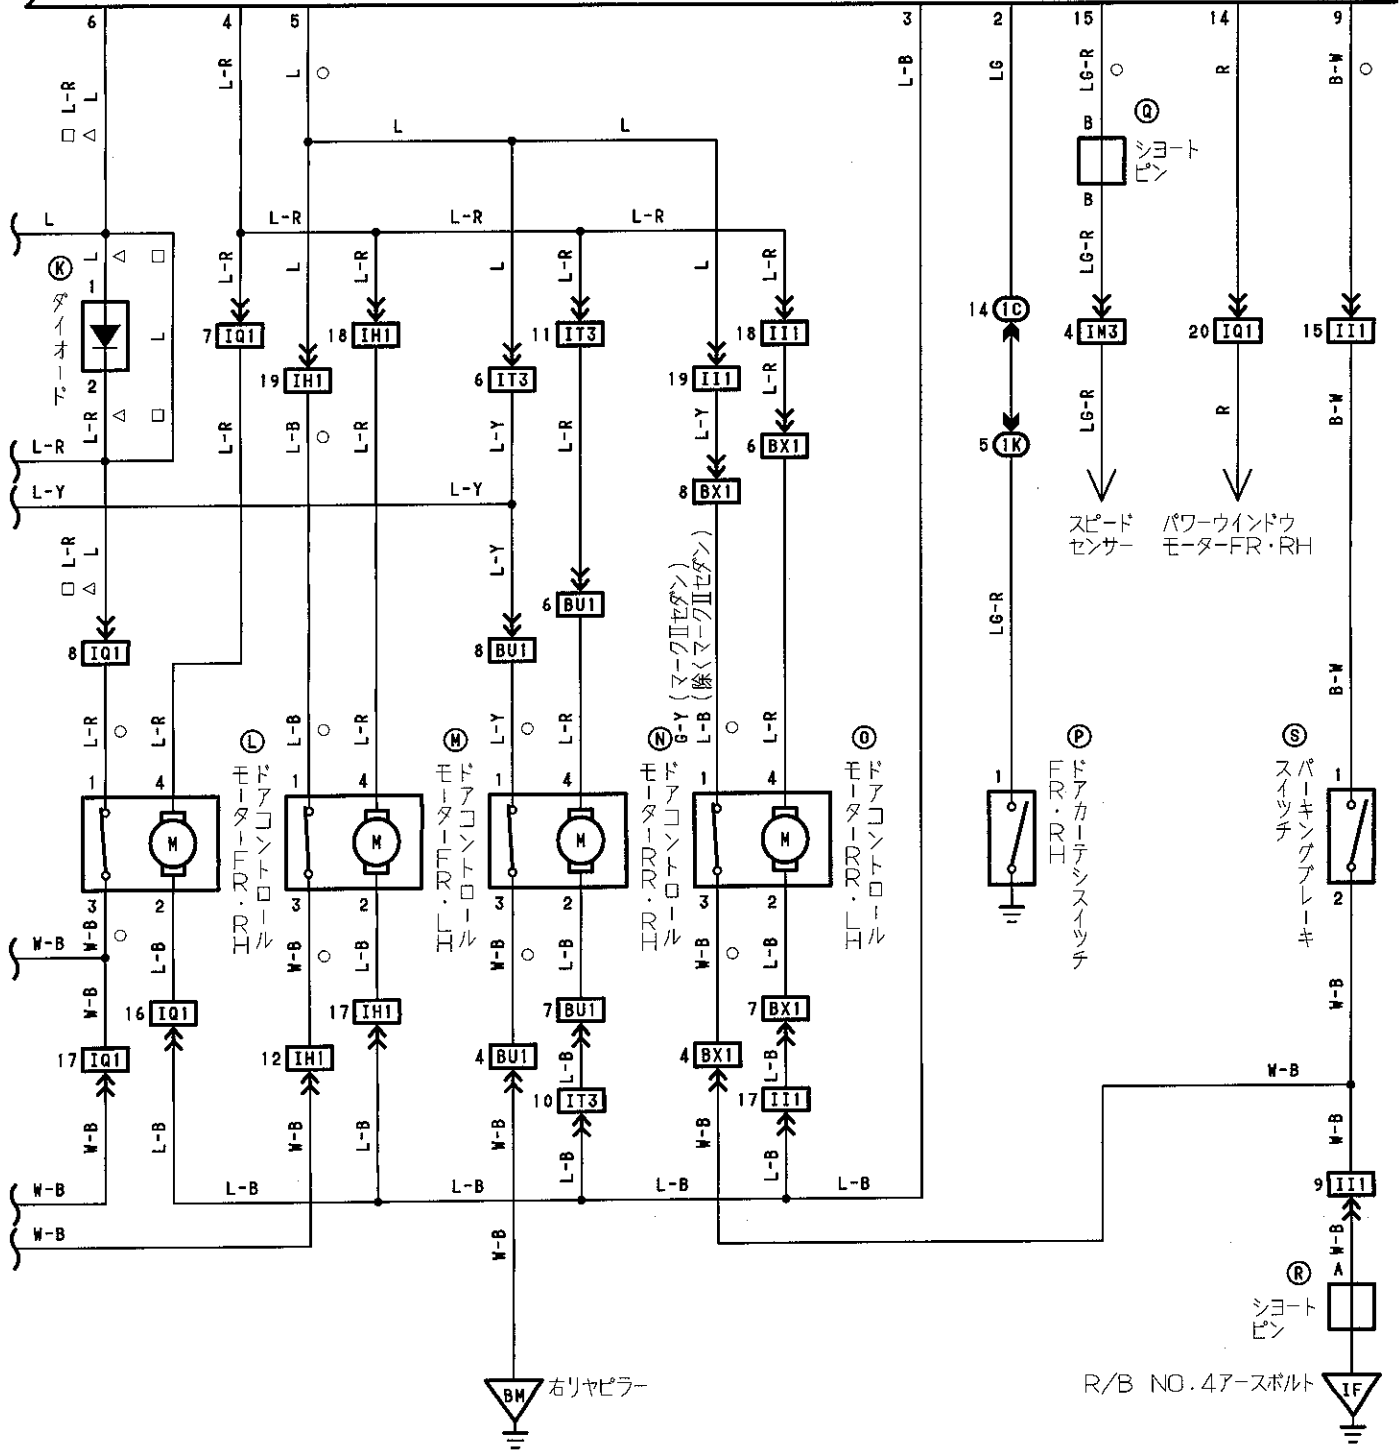 6
4
5
3
2
15
14
9
L-R
L
□
△
L-R
L
○
L-B
LG
LG-R
○
R
B-W
○
L
L
B
Q
ショート
ピン
B
L
L-R
L-R
L-R
L
△
□
K
1
ダイオード
2
L
L-R
L
L-R
L
L-R
L
L-R
LG-R
7 IQ1
18 IH1
11 IT3
18 II1
14 1C
4 IM3
20 IQ1
15 II1
19 IH1
6 IT3
19 II1
L-R
L-R
△
□
L-R
L-B
○
L-R
L-Y
L-R
L-Y
L-R
LG-R
R
B-W
6 BX1
5 1K
L-R
8 BX1
L-Y
L-Y
スピード
センサー
パワーウインドウ
モーターFR・RH
L-R
L
□
△
L-Y
6 BU1
8 IQ1
8 BU1
G-Y (マークⅡセダン)
L-B (除くマークⅡセダン)
LG-R
B-W
L-R
○
L-R
L-B
○
L-R
L-Y
○
L-R
○
L-R
1
4
L
ドアコントロール
モーターFR・RH
1
4
M
ドアコントロール
モーターFR・LH
1
4
N
ドアコントロール
モーターRR・RH
1
4
O
ドアコントロール
モーターRR・LH
1
P
ドアカーテシスイッチ
FR・RH
S
パーキングブレーキ
スイッチ
1
M
M
M
M
3
2
3
2
3
2
3
2
2
W-B
W-B
○
L-B
W-B
○
L-B
W-B
○
L-B
W-B
○
L-B
W-B
W-B
16 IQ1
17 IH1
7 BU1
7 BX1
17 IQ1
12 IH1
4 BU1
L-B
4 BX1
L-B
W-B
10 IT3
17 II1
W-B
L-B
W-B
L-B
W-B
L-B
W-B
L-B
W-B
W-B
L-B
L-B
L-B
L-B
9 II1
W-B
W-B
W-B
R
A
ショート
ピン
BM
右リヤピラー
R/B NO.4アースボルト
IF